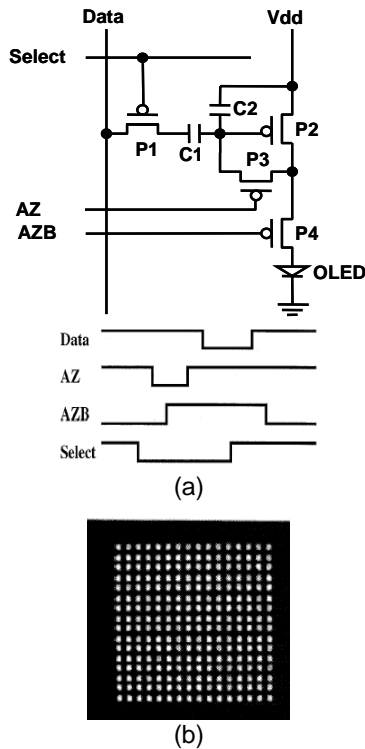 Data Vdd
Select
C2
P1 C1 P2
P3
AZ
AZB P4
OLED
Data
AZ
AZB
Select
(a)
(b)